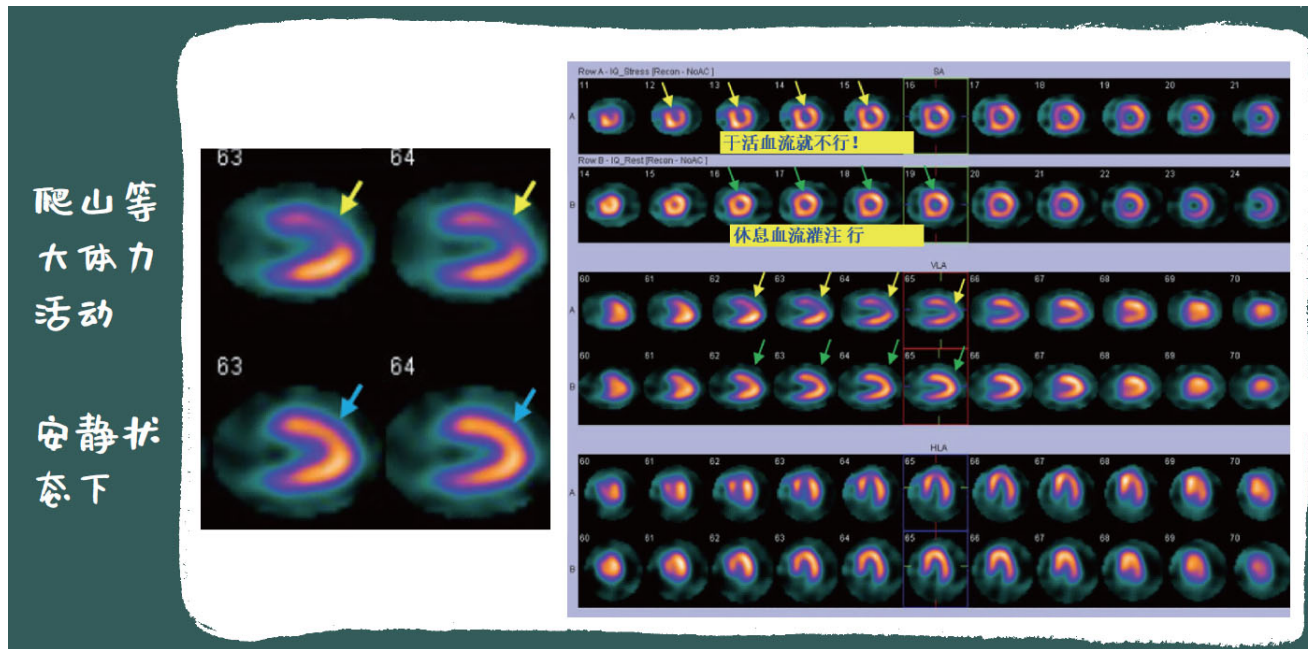 爬山等
大体力
活动
安静状
态下
63 64
63 64
Row A - IQ_Stress [Recon - NoAC ] SA
11 12 13 14 15 16 17 18 19 20 21
A
干活血流就不行！
Row B - IQ_Rest [Recon - NoAC ]
14 15 16 17 18 19 20 21 22 23 24
B
休息血流灌注 行
VLA
60 61 62 63 64 65 66 67 68 69 70
A
60 61 62 63 64 65 66 67 68 69 70
B
HLA
60 61 62 63 64 65 66 67 68 69 70
A
60 61 62 63 64 65 66 67 68 69 70
B